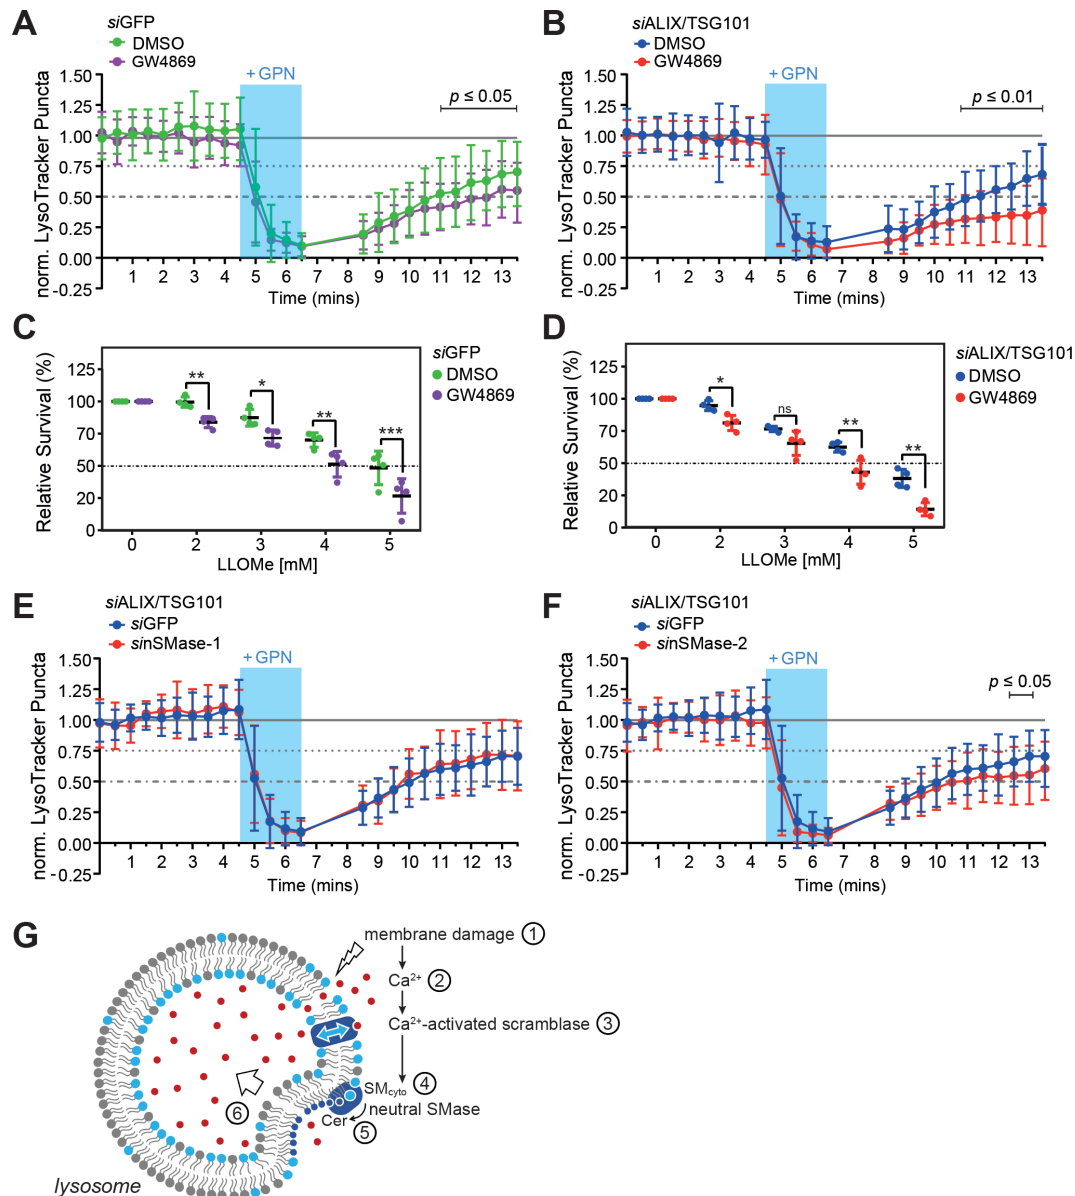 A
siGFP
DMSO
GW4869
+ GPN
p ≤ 0.05
norm. LysoTracker Puncta
1.50
1.25
1.00
0.75
0.50
0.25
0.00
-0.25
1 2 3 4 5 6 7 8 9 10 11 12 13
Time (mins)
B
siALIX/TSG101
DMSO
GW4869
+ GPN
p ≤ 0.01
norm. LysoTracker Puncta
1.50
1.25
1.00
0.75
0.50
0.25
0.00
-0.25
1 2 3 4 5 6 7 8 9 10 11 12 13
Time (mins)
C
siGFP
DMSO
GW4869
Relative Survival (%)
125
100
70
50
20
0
** * ** ***
0 2 3 4 5
LLOMe [mM]
D
siALIX/TSG101
DMSO
GW4869
Relative Survival (%)
125
100
70
50
20
0
* ns ** **
0 2 3 4 5
LLOMe [mM]
E
siALIX/TSG101
siGFP
sinSMase-1
+ GPN
norm. LysoTracker Puncta
1.50
1.25
1.00
0.75
0.50
0.25
0.00
-0.25
1 2 3 4 5 6 7 8 9 10 11 12 13
Time (mins)
F
siALIX/TSG101
siGFP
sinSMase-2
+ GPN
p ≤ 0.05
norm. LysoTracker Puncta
1.50
1.25
1.00
0.75
0.50
0.25
0.00
-0.25
1 2 3 4 5 6 7 8 9 10 11 12 13
Time (mins)
G
membrane damage 1
Ca²⁺ 2
Ca²⁺-activated scramblase 3
SMcyto 4
neutral SMase
Cer 5
6
lysosome